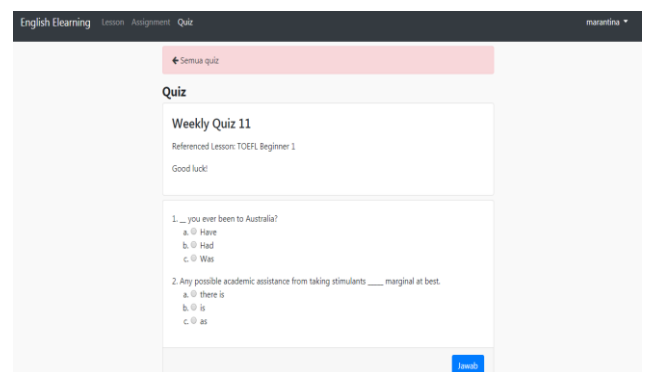 English Elearning Lesson Assignment Quiz marantina
Semua quiz
Quiz
Weekly Quiz 11
Referenced Lesson: TOEFL Beginner 1
Good luck!
1. __ you ever been to Australia?
a. Have
b. Had
c. Was
2. Any possible academic assistance from taking stimulants ____ marginal at best.
a. there is
b. is
c. as
Jawab